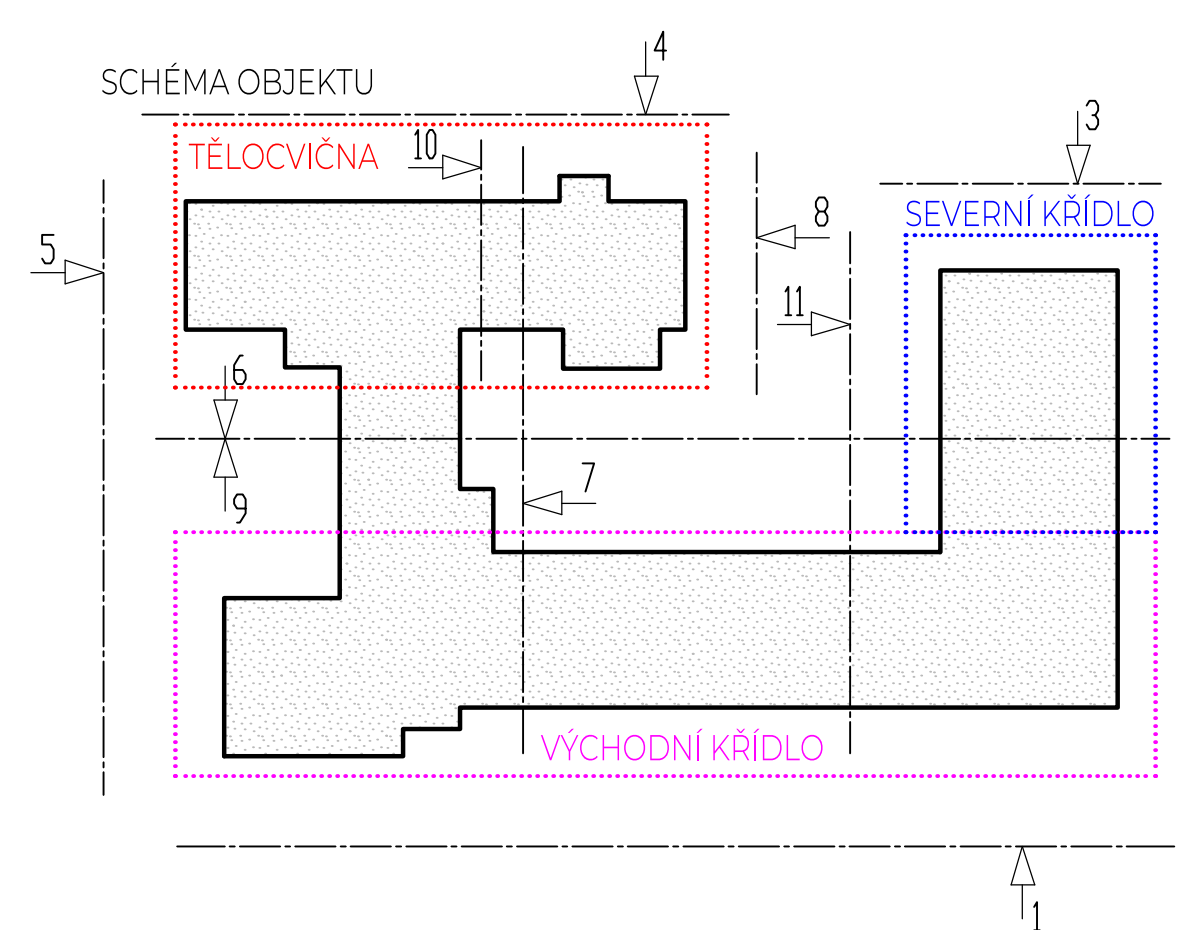 4
SCHÉMA OBJEKTU
3
10
TĚLOCVIČNA
8
SEVERNÍ KŘÍDLO
5
11
6
7
9
VÝCHODNÍ KŘÍDLO
1